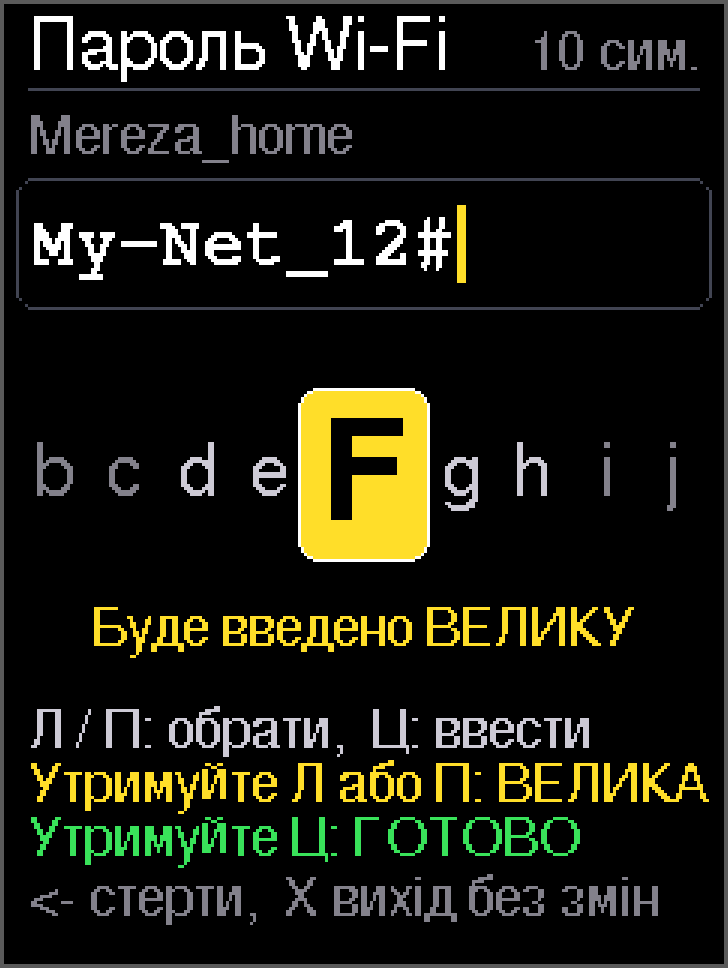 Пароль Wi-Fi 10 сим.
Mereza_home
My-Net_12#
b c d e F g h i j
Буде введено ВЕЛИКУ
Л / П: обрати, Ц: ввести
Утримуйте Л або П: ВЕЛИКА
Утримуйте Ц: ГОТОВО
<- стерти, X вихід без змін